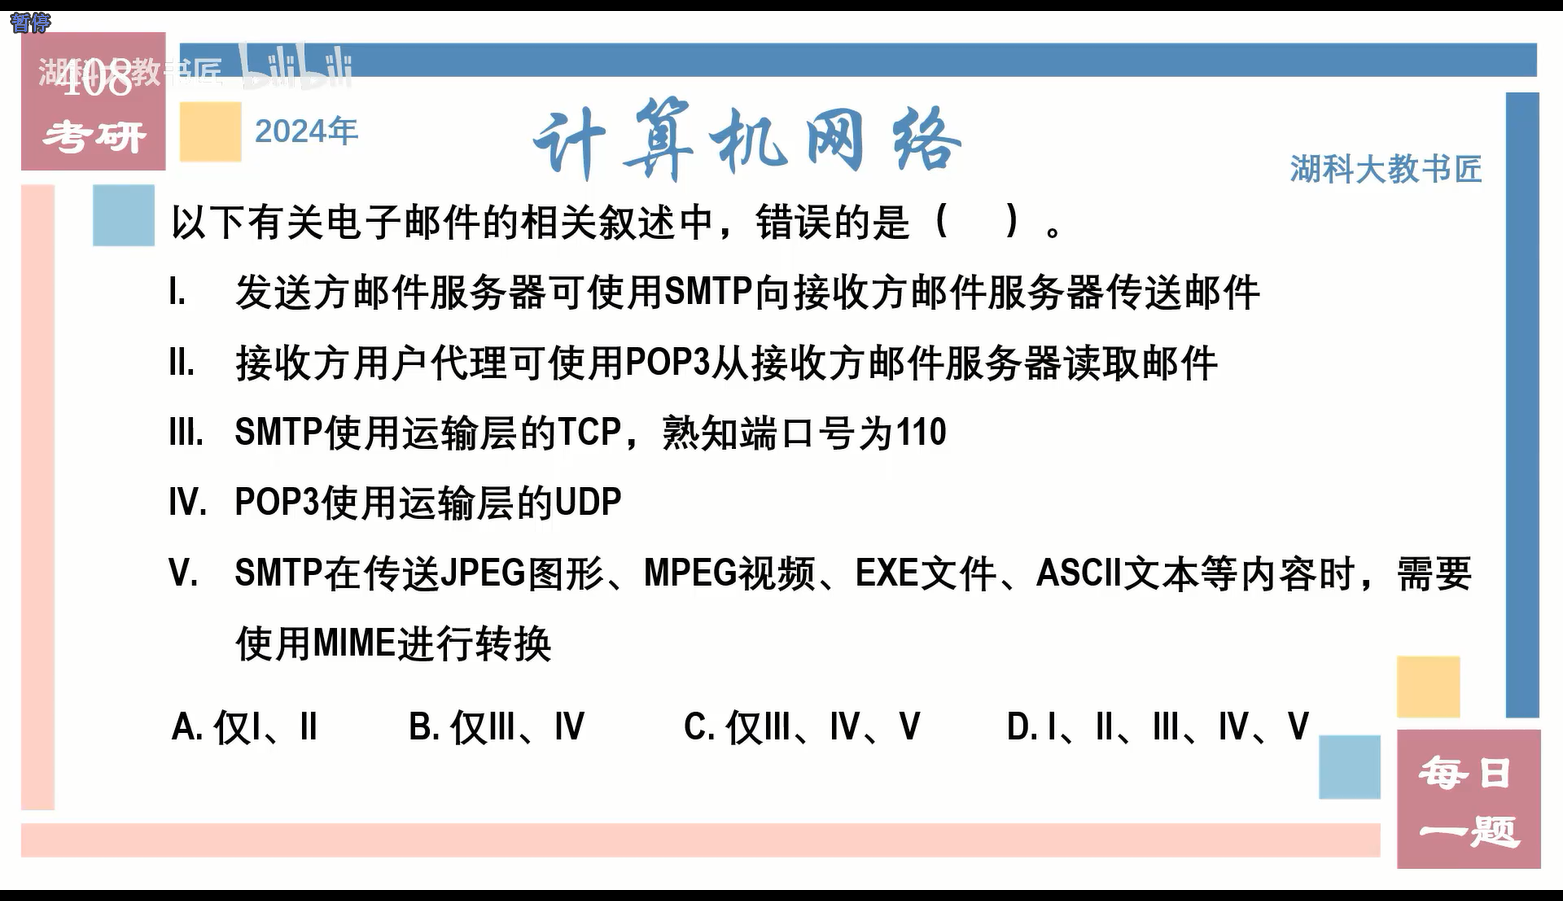 暂停
湖科大教书匠 bilibili
408
考研
2024年
计算机网络
湖科大教书匠
以下有关电子邮件的相关叙述中，错误的是（ ）。
I. 发送方邮件服务器可使用SMTP向接收方邮件服务器传送邮件
II. 接收方用户代理可使用POP3从接收方邮件服务器读取邮件
III. SMTP使用运输层的TCP，熟知端口号为110
IV. POP3使用运输层的UDP
V. SMTP在传送JPEG图形、MPEG视频、EXE文件、ASCII文本等内容时，需要
使用MIME进行转换
A. 仅I、II B. 仅III、IV C. 仅III、IV、V D. I、II、III、IV、V
每日
一题